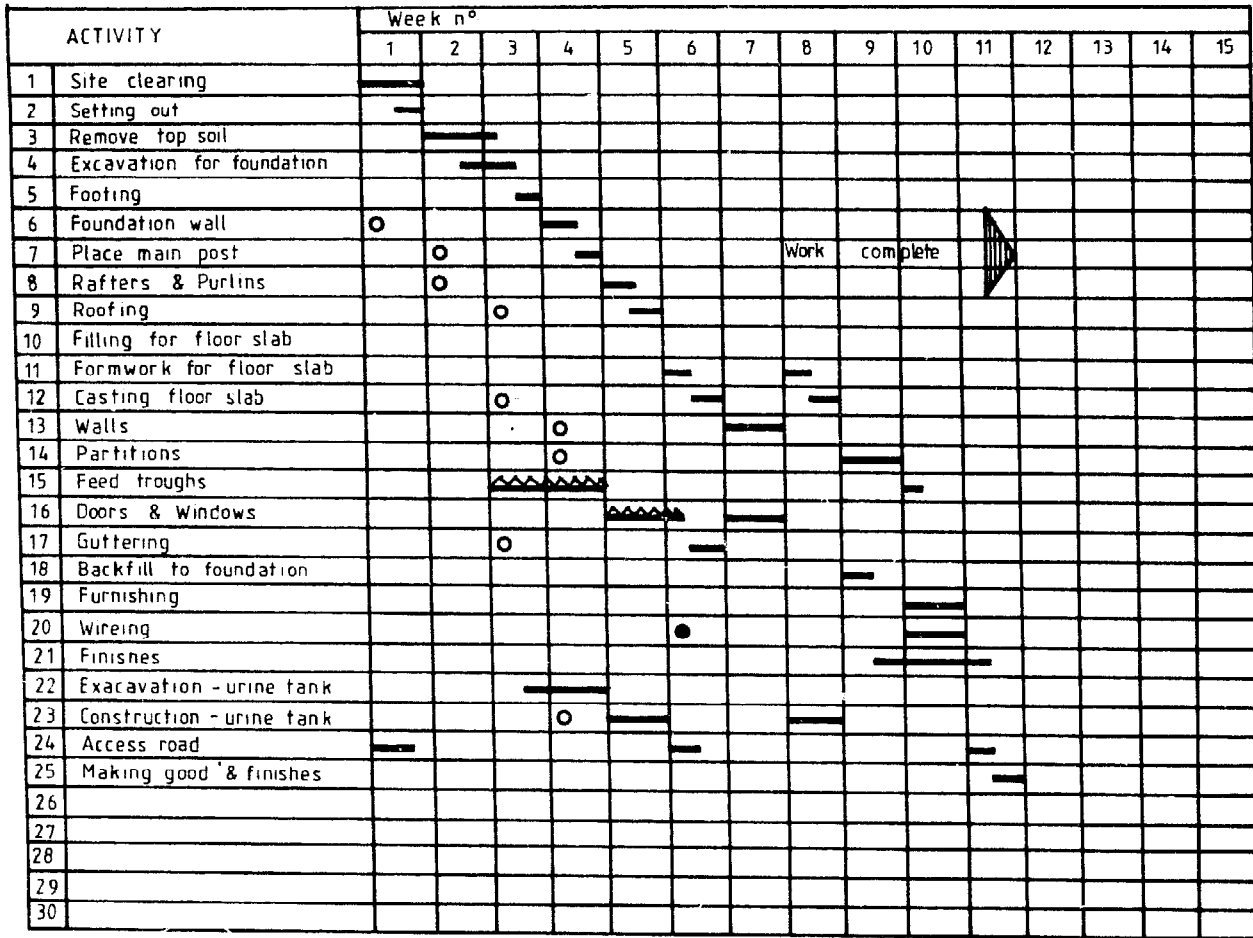 ACTIVITY
Week nº
1 2 3 4 5 6 7 8 9 10 11 12 13 14 15
1 Site clearing
2 Setting out
3 Remove top soil
4 Excavation for foundation
5 Footing
6 Foundation wall
7 Place main post Work complete
8 Rafters & Purlins
9 Roofing
10 Filling for floor slab
11 Formwork for floor slab
12 Casting floor slab
13 Walls
14 Partitions
15 Feed troughs
16 Doors & Windows
17 Guttering
18 Backfill to foundation
19 Furnishing
20 Wireing
21 Finishes
22 Exacavation - urine tank
23 Construction - urine tank
24 Access road
25 Making good & finishes
26
27
28
29
30